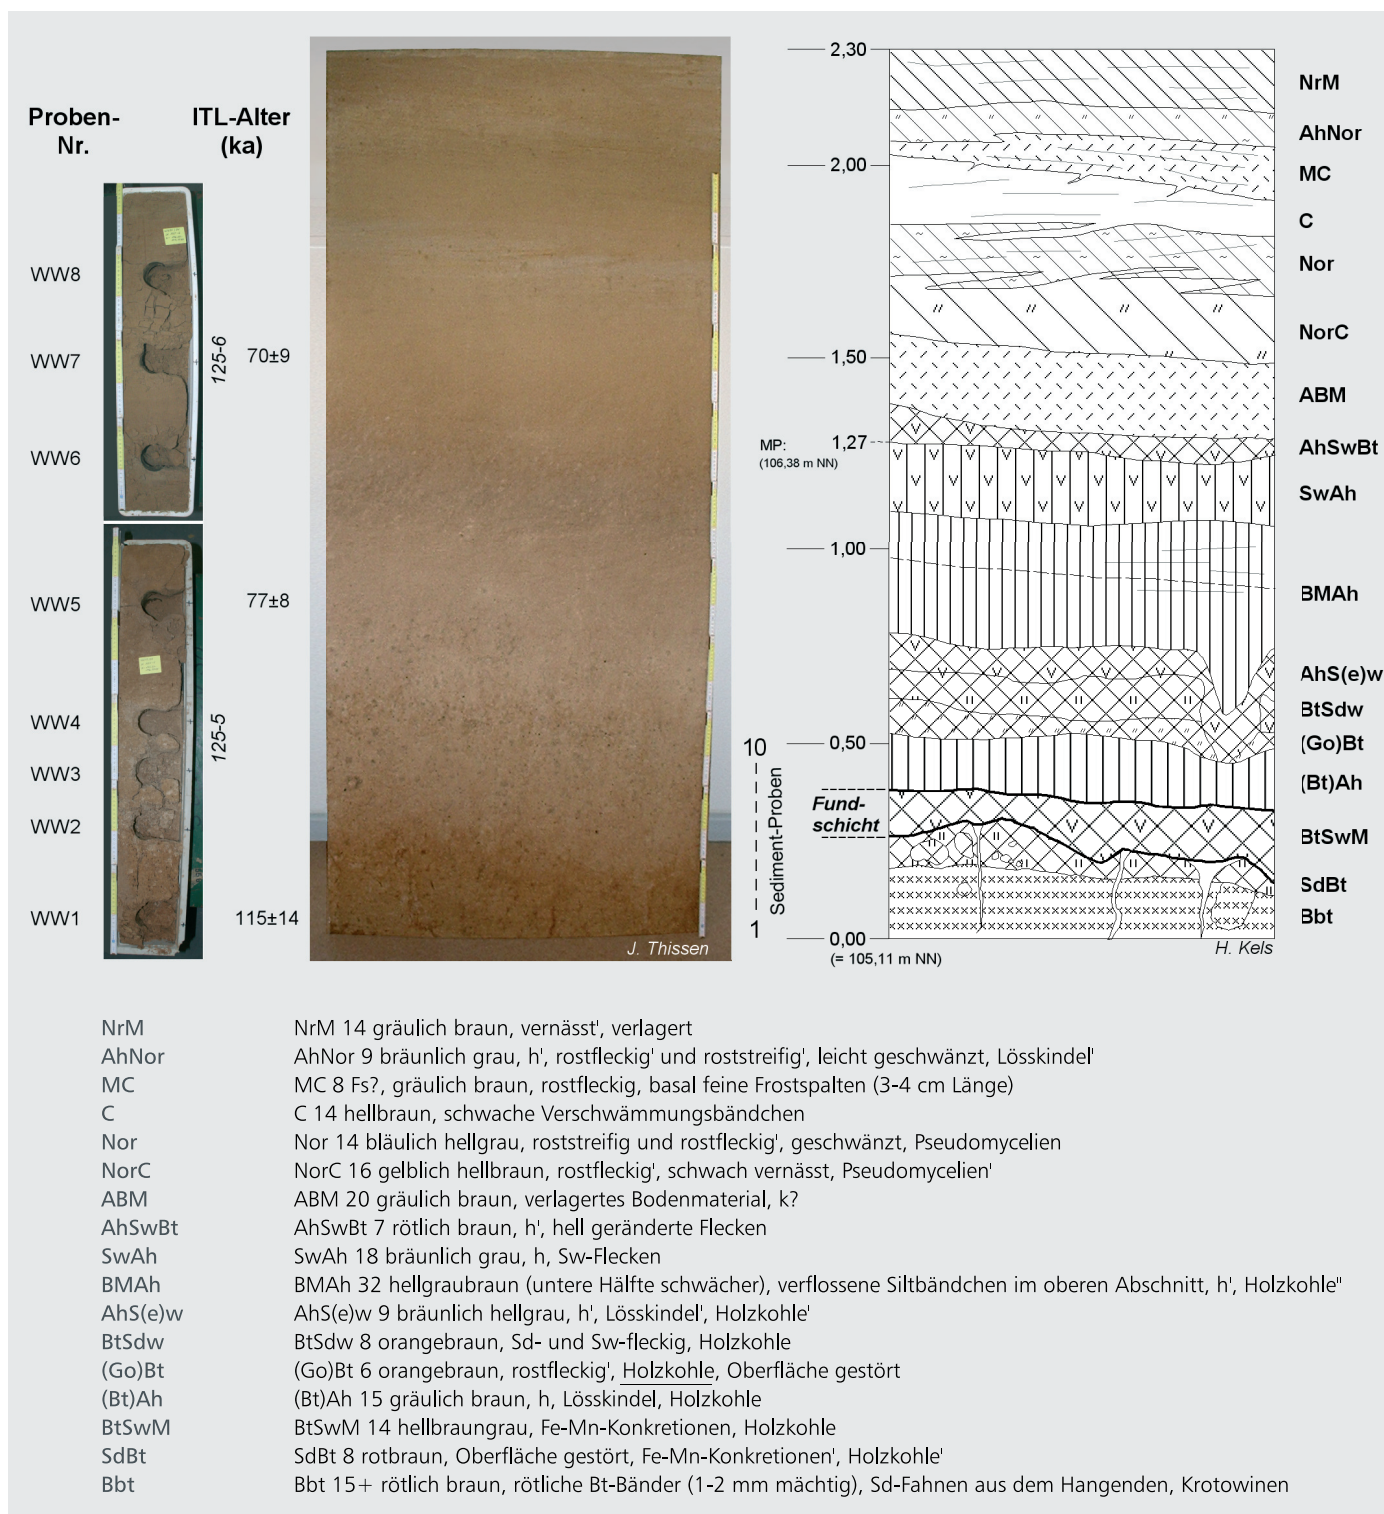 Proben-
Nr.
ITL-Alter
(ka)
WW8
WW7
WW6
WW5
WW4
WW3
WW2
WW1
125-6
125-5
70±9
77±8
115±14
J. Thissen
10
Sediment-Proben
1
2,30
2,00
1,50
MP:
1,27
(106,38 m NN)
1,00
0,50
Fund-
schicht
0,00
(= 105,11 m NN)
H. Kels
NrM
AhNor
MC
C
Nor
NorC
ABM
AhSwBt
SwAh
BMAh
AhS(e)w
BtSdw
(Go)Bt
(Bt)Ah
BtSwM
SdBt
Bbt
NrM NrM 14 gräulich braun, vernässt', verlagert
AhNor AhNor 9 bräunlich grau, h', rostfleckig' und roststreifig', leicht geschwänzt, Lösskindel'
MC MC 8 Fs?, gräulich braun, rostfleckig, basal feine Frostspalten (3-4 cm Länge)
C C 14 hellbraun, schwache Verschwämmungsbändchen
Nor Nor 14 bläulich hellgrau, roststreifig und rostfleckig', geschwänzt, Pseudomycelien
NorC NorC 16 gelblich hellbraun, rostfleckig', schwach vernässt, Pseudomycelien'
ABM ABM 20 gräulich braun, verlagertes Bodenmaterial, k?
AhSwBt AhSwBt 7 rötlich braun, h', hell geränderte Flecken
SwAh SwAh 18 bräunlich grau, h, Sw-Flecken
BMAh BMAh 32 hellgraubraun (untere Hälfte schwächer), verflossene Siltbändchen im oberen Abschnitt, h', Holzkohle"
AhS(e)w AhS(e)w 9 bräunlich hellgrau, h', Lösskindel', Holzkohle'
BtSdw BtSdw 8 orangebraun, Sd- und Sw-fleckig, Holzkohle
(Go)Bt (Go)Bt 6 orangebraun, rostfleckig', Holzkohle, Oberfläche gestört
(Bt)Ah (Bt)Ah 15 gräulich braun, h, Lösskindel, Holzkohle
BtSwM BtSwM 14 hellbraungrau, Fe-Mn-Konkretionen, Holzkohle
SdBt SdBt 8 rotbraun, Oberfläche gestört, Fe-Mn-Konkretionen', Holzkohle'
Bbt Bbt 15+ rötlich braun, rötliche Bt-Bänder (1-2 mm mächtig), Sd-Fahnen aus dem Hangenden, Krotowinen